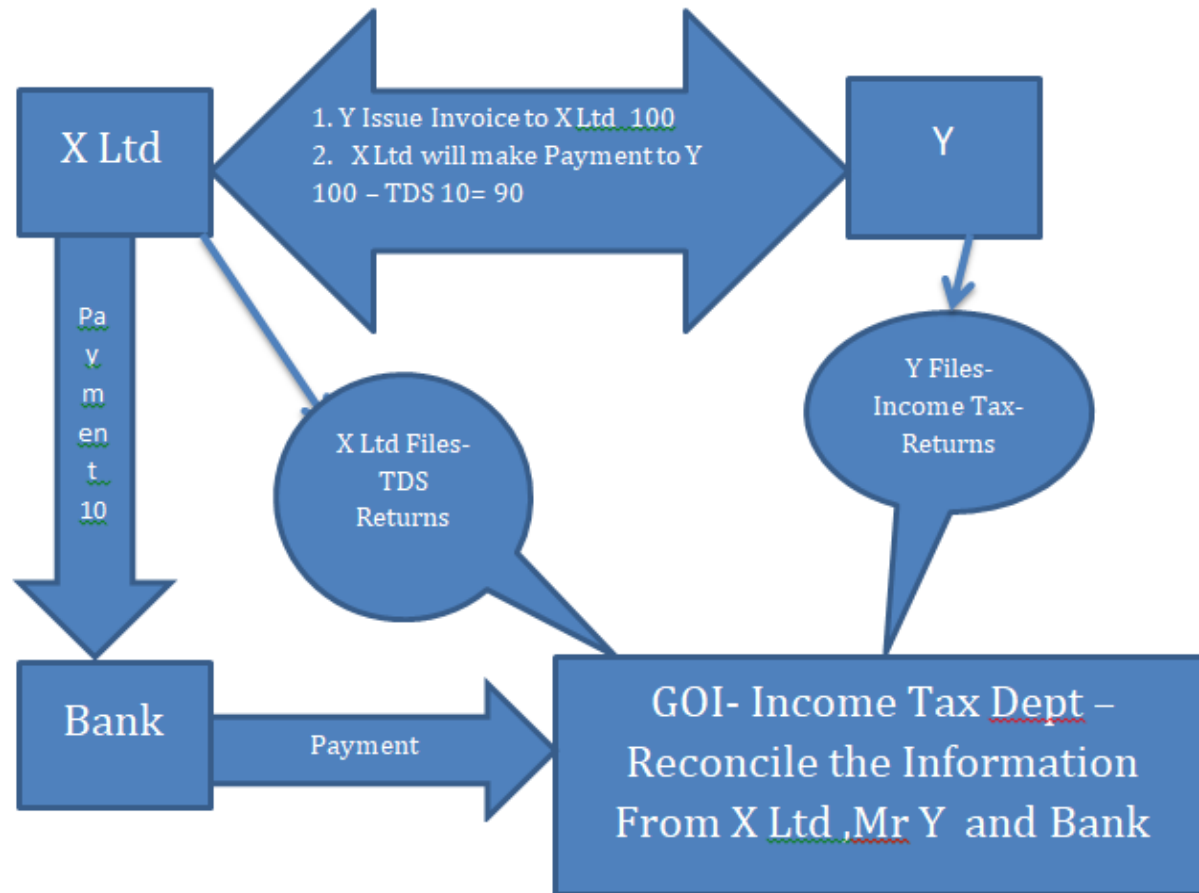 X Ltd
1. Y Issue Invoice to X Ltd  100
2.   X Ltd will make Payment to Y
100 – TDS 10= 90
Y
Pa
y
m
en
t
10
X Ltd Files-
TDS
Returns
Y Files-
Income Tax-
Returns
Bank
Payment
GOI- Income Tax Dept –
Reconcile the Information
From X Ltd ,Mr Y  and Bank